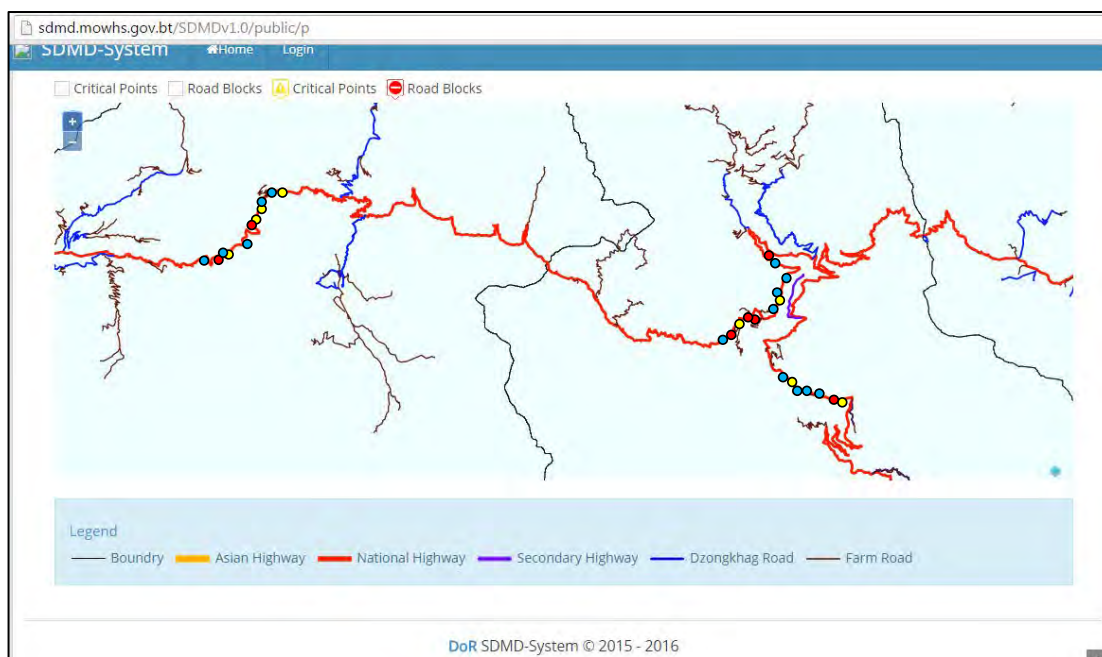 sdmd.mowhs.gov.bt/SDMDv1.0/public/p
SDMD-System Home Login
Critical Points Road Blocks Critical Points Road Blocks
+
−
Legend
Boundry Asian Highway National Highway Secondary Highway Dzongkhag Road Farm Road
DoR SDMD-System © 2015 - 2016